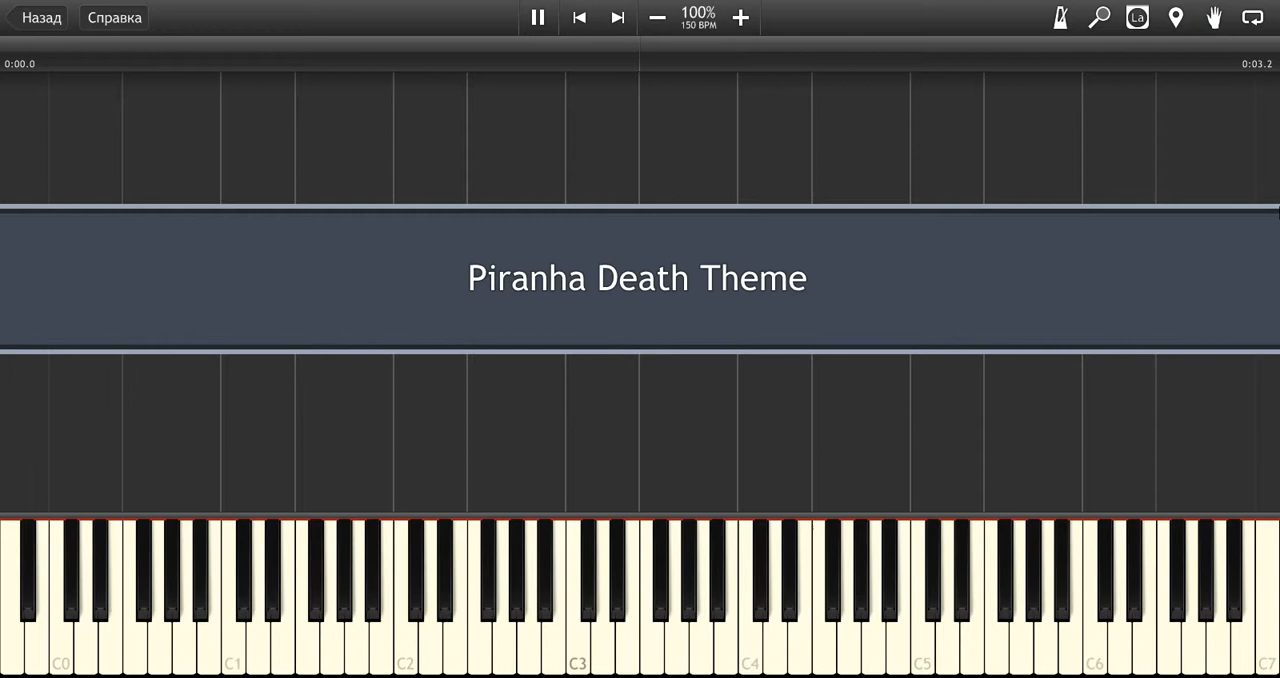 Назад Справка 100%
150 BPM
La
0:00.0 0:03.2
Piranha Death Theme
C0 C1 C2 C3 C4 C5 C6 C7